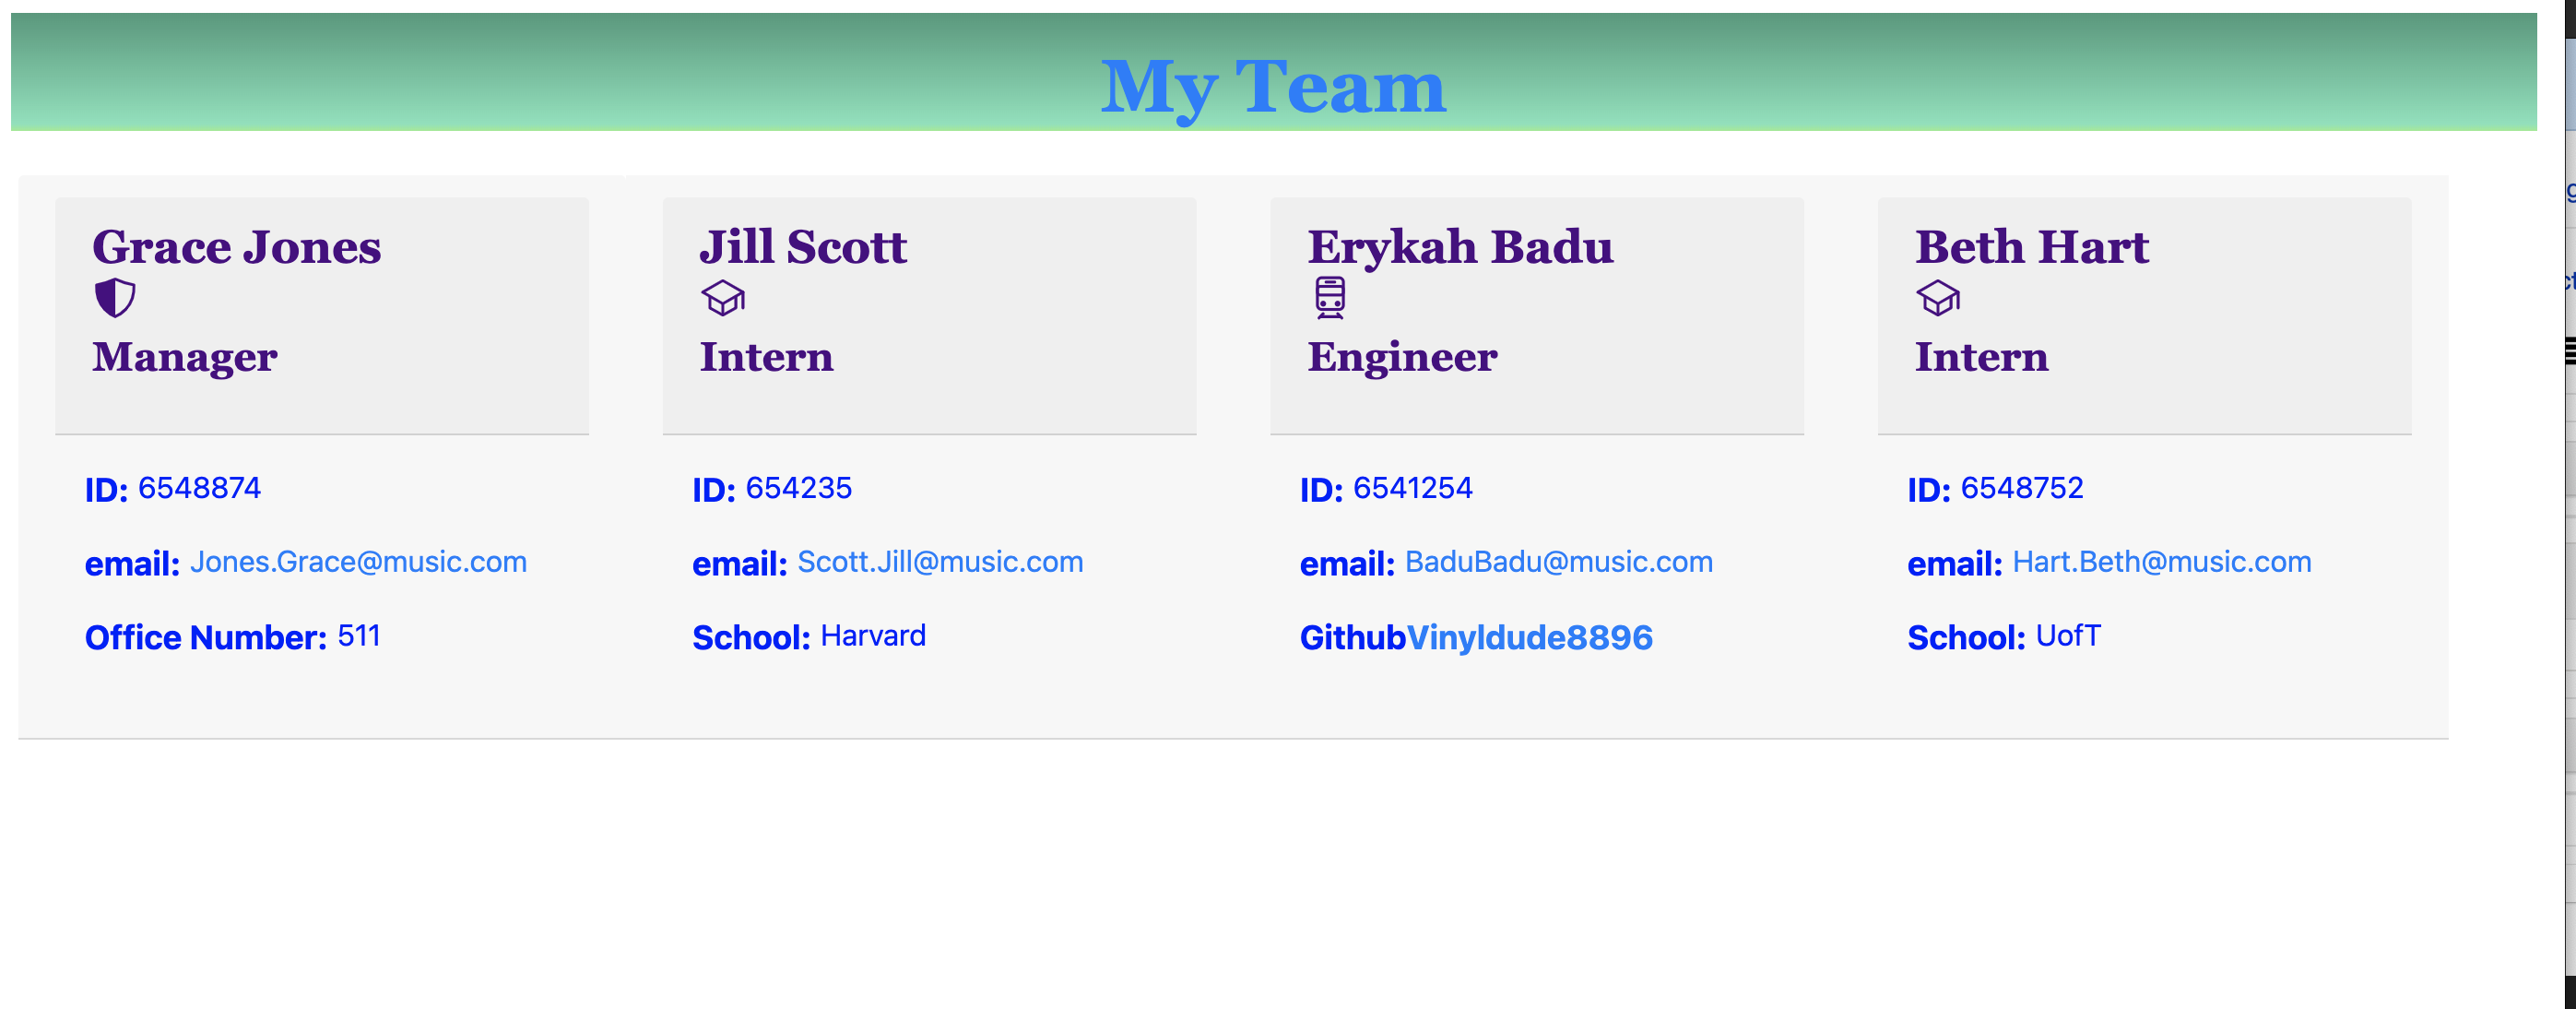 My Team
Grace Jones
Manager
ID: 6548874
email: Jones.Grace@music.com
Office Number: 511
Jill Scott
Intern
ID: 654235
email: Scott.Jill@music.com
School: Harvard
Erykah Badu
Engineer
ID: 6541254
email: BaduBadu@music.com
GithubVinyldude8896
Beth Hart
Intern
ID: 6548752
email: Hart.Beth@music.com
School: UofT